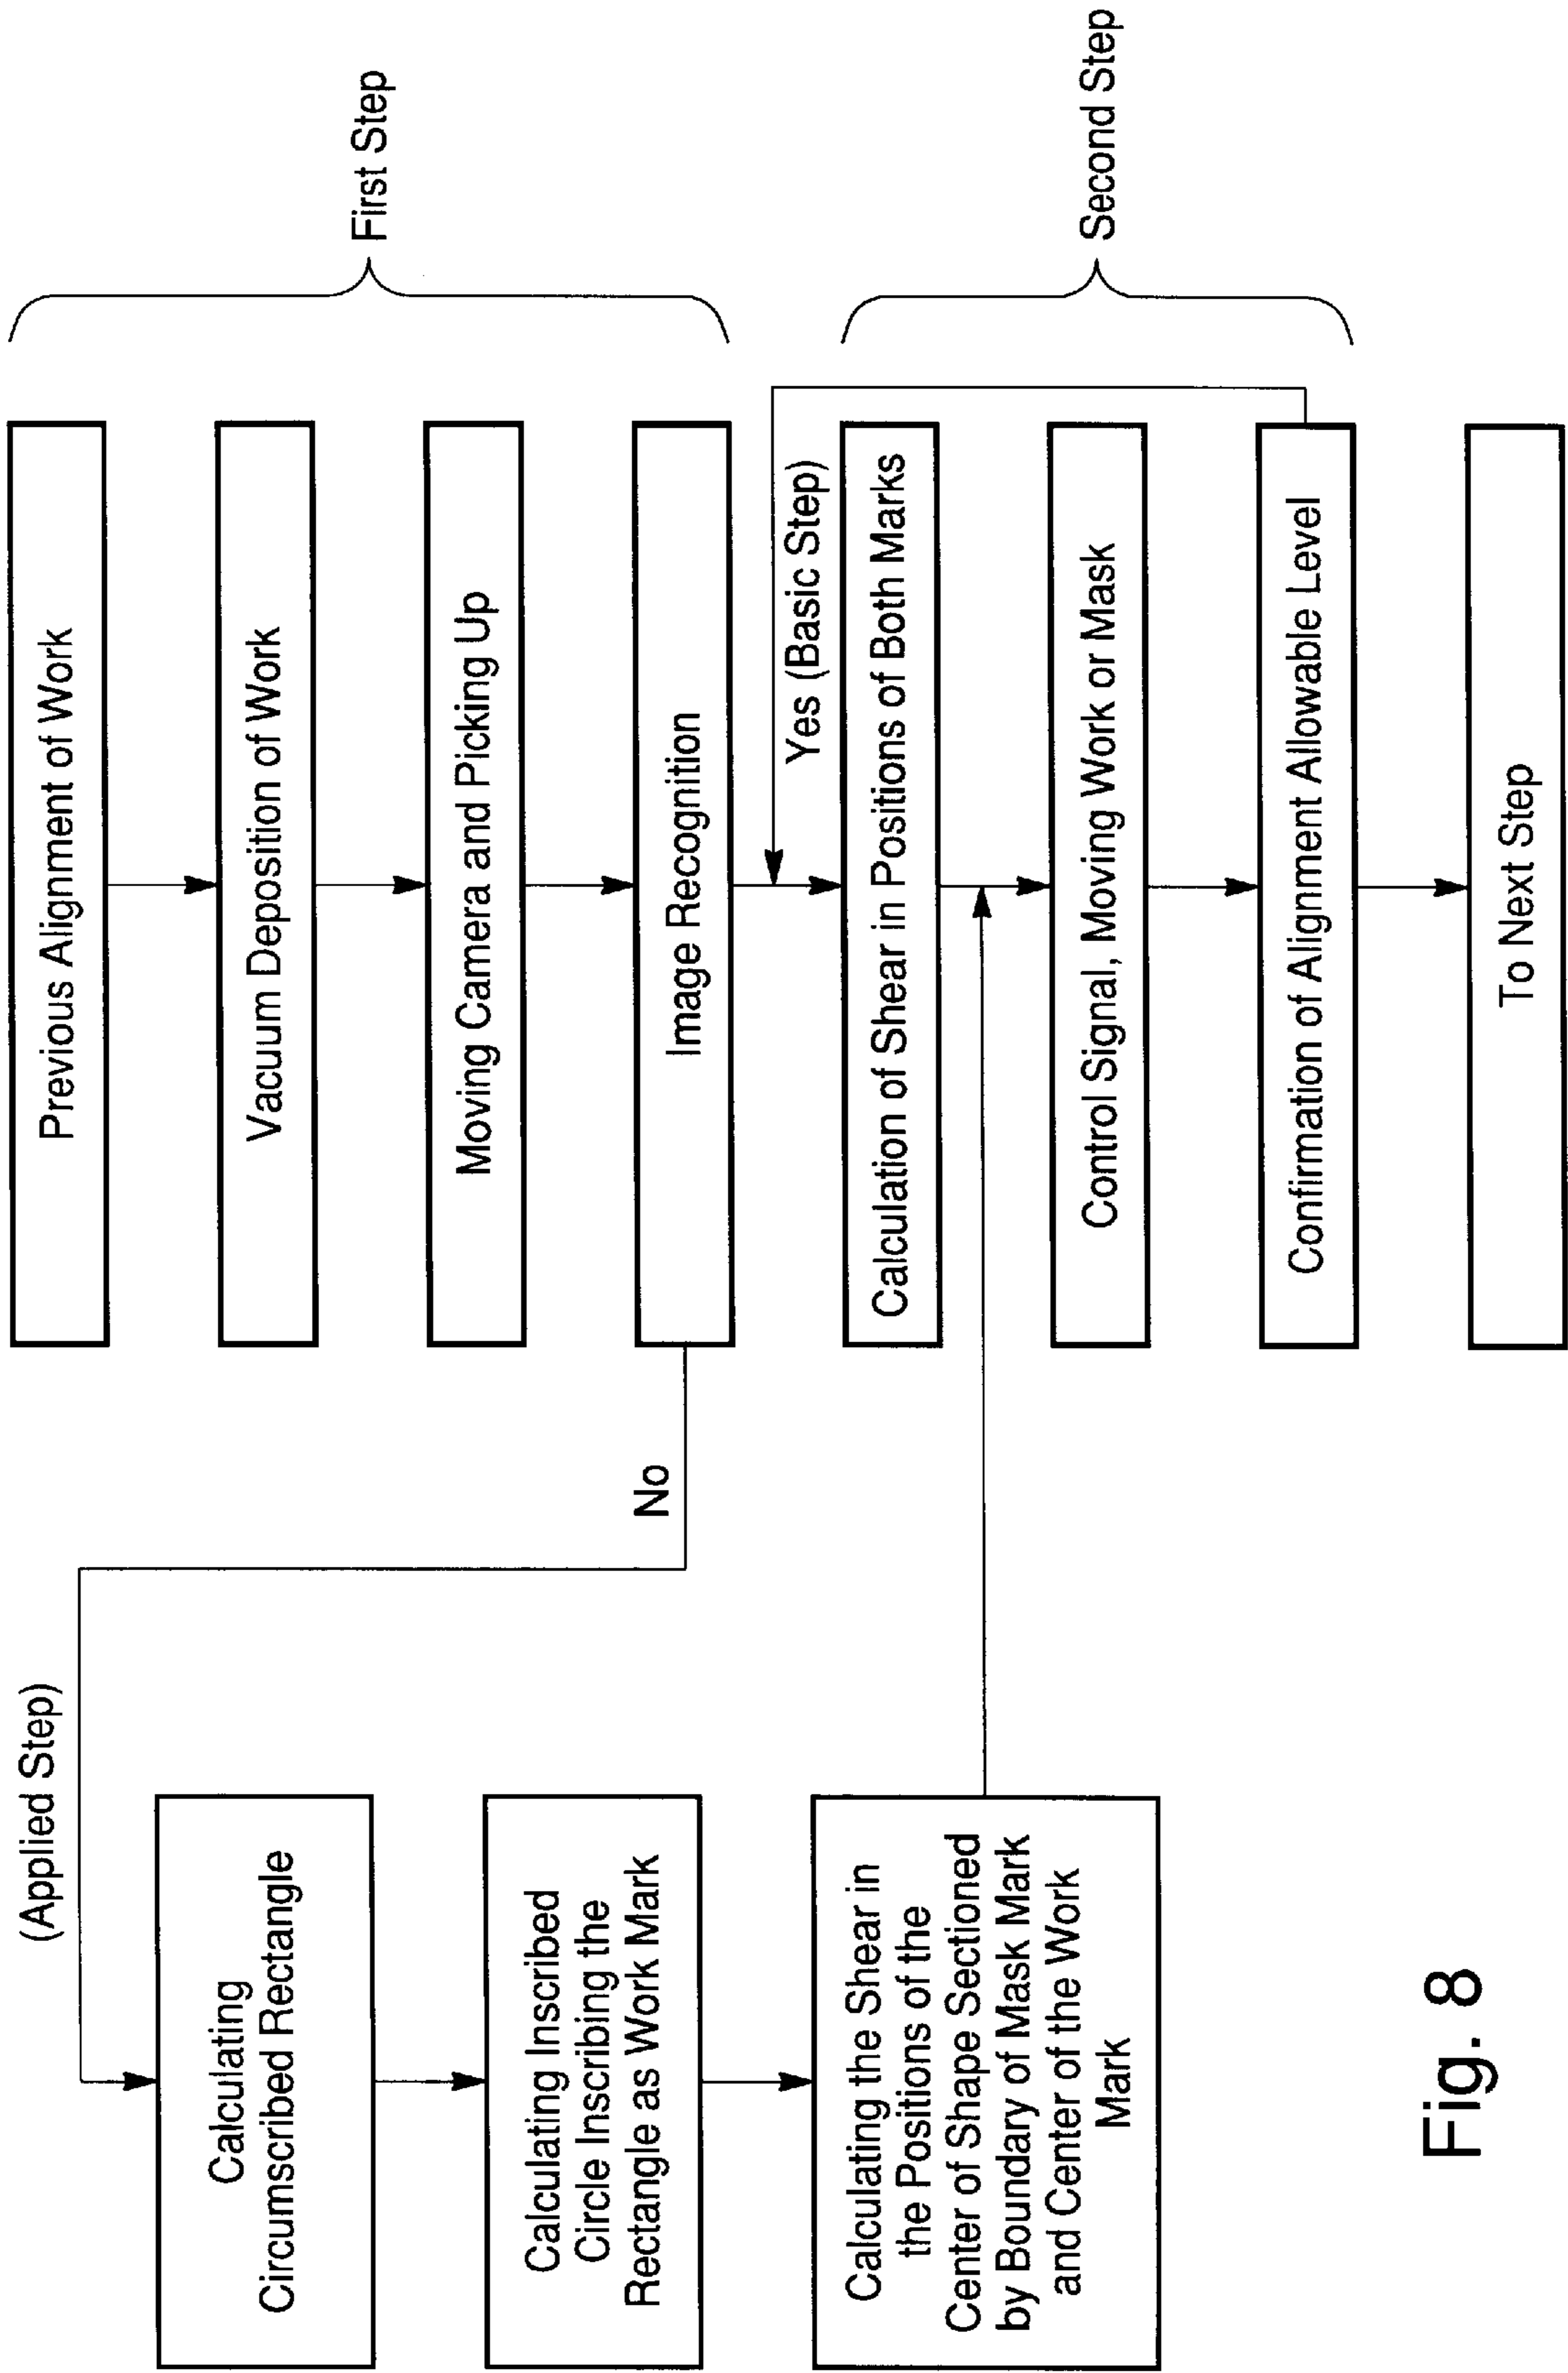 Previous Alignment of Work
Vacuum Deposition of Work
Moving Camera and Picking Up
Image Recognition
First Step
No
(Applied Step)
Calculating
Circumscribed Rectangle
Calculating Inscribed
Circle Inscribing the
Rectangle as Work Mark
Calculating the Shear in
the Positions of the
Center of Shape Sectioned
by Boundary of Mask Mark
and Center of the Work
Mark
Yes (Basic Step)
Calculation of Shear in Positions of Both Marks
Control Signal, Moving Work or Mask
Confirmation of Alignment Allowable Level
Second Step
To Next Step
Fig. 8